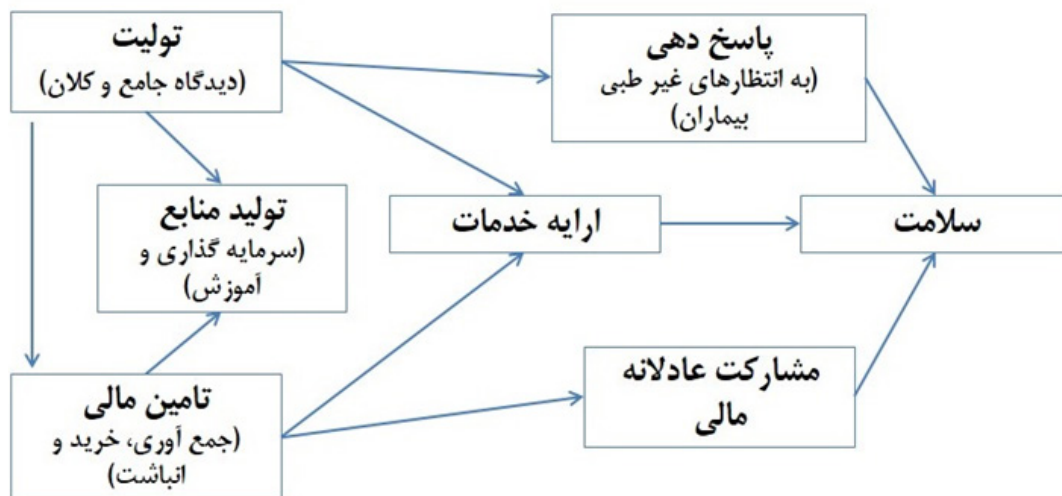 تولیت
(دیدگاه جامع و کلان)
پاسخ دهی
(به انتظارهای غیر طبی
بیماران)
تولید منابع
(سرمایه گذاری و
آموزش)
ارایه خدمات
سلامت
تامین مالی
(جمع آوری، خرید و
انباشت)
مشارکت عادلانه
مالی